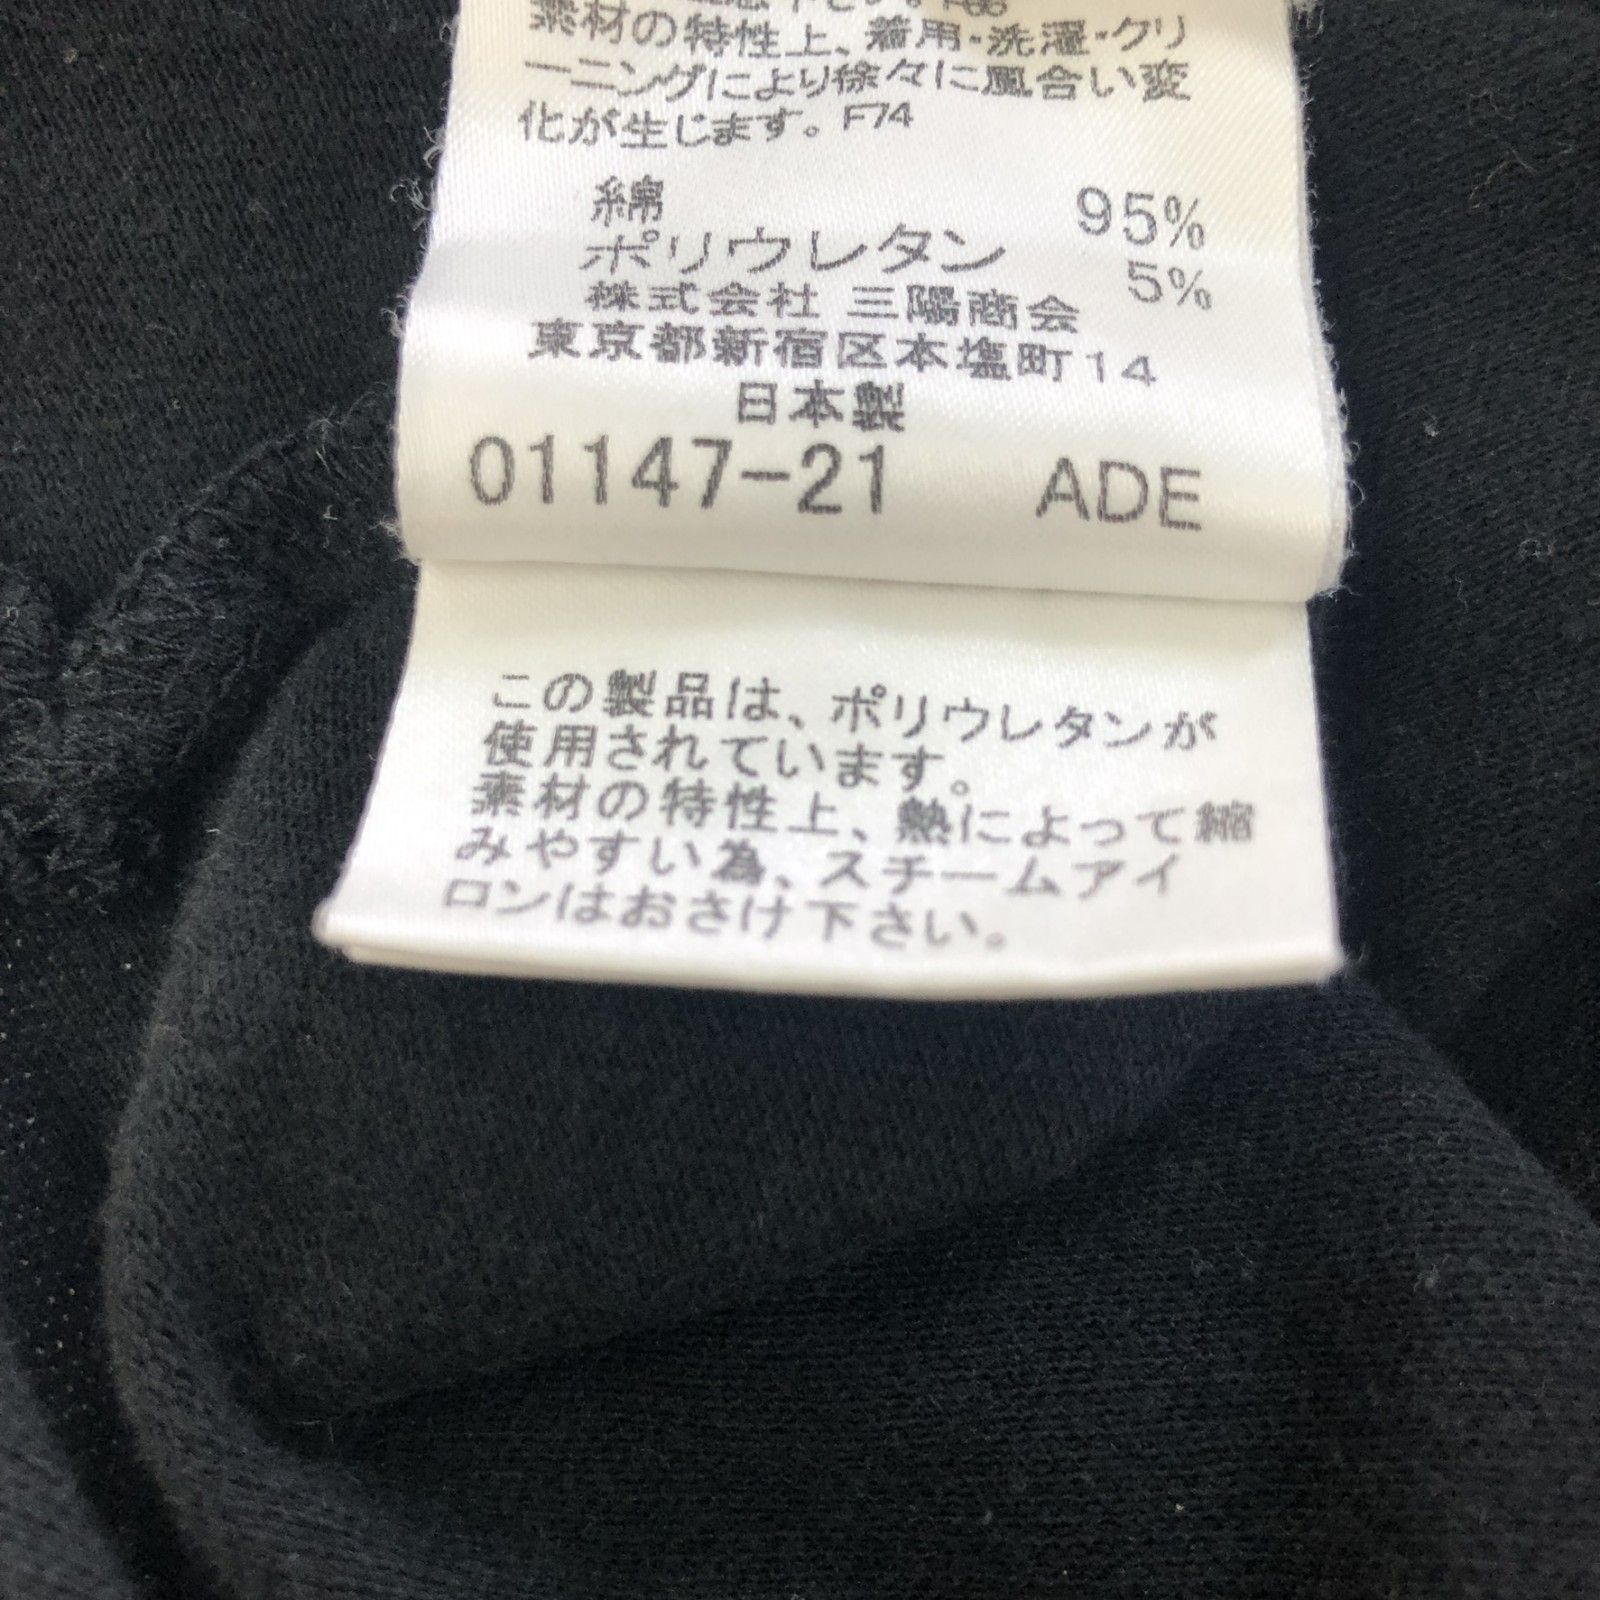 素材の特性上、着用・洗濯・クリ
ーニングにより徐々に風合い変
化が生じます。F74
綿 95%
ポリウレタン 5%
株式会社 三陽商会
東京都新宿区本塩町14
日本製
01147-21 ADE
この製品は、ポリウレタンが
使用されています。
素材の特性上、熱によって縮
みやすい為、スチームアイ
ロンはおさけ下さい。